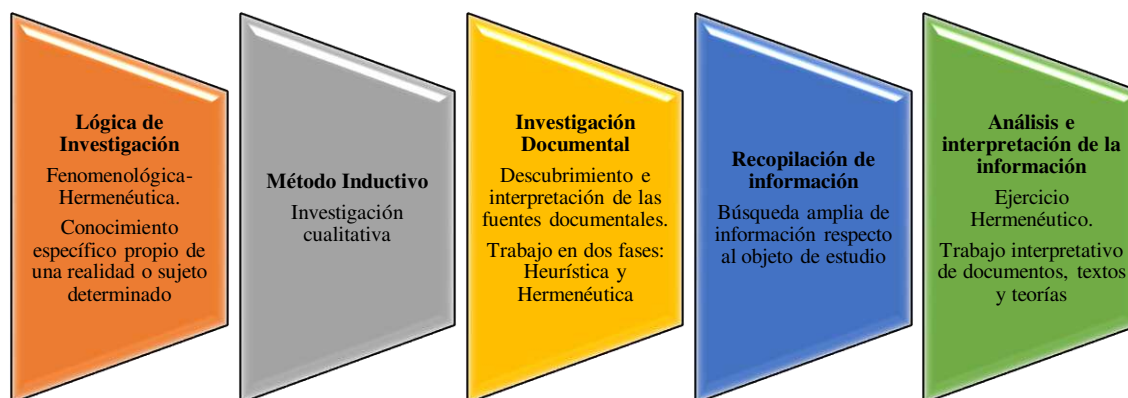 Lógica de
Investigación
Fenomenológica-
Hermenéutica.
Conocimiento
específico propio de
una realidad o sujeto
determinado
Método Inductivo
Investigación
cualitativa
Investigación
Documental
Descubrimiento e
interpretación de las
fuentes documentales.
Trabajo en dos fases:
Heurística y
Hermenéutica
Recopilación de
información
Búsqueda amplia de
información respecto
al objeto de estudio
Análisis e
interpretación de la
información
Ejercicio
Hermenéutico.
Trabajo interpretativo
de documentos, textos
y teorías